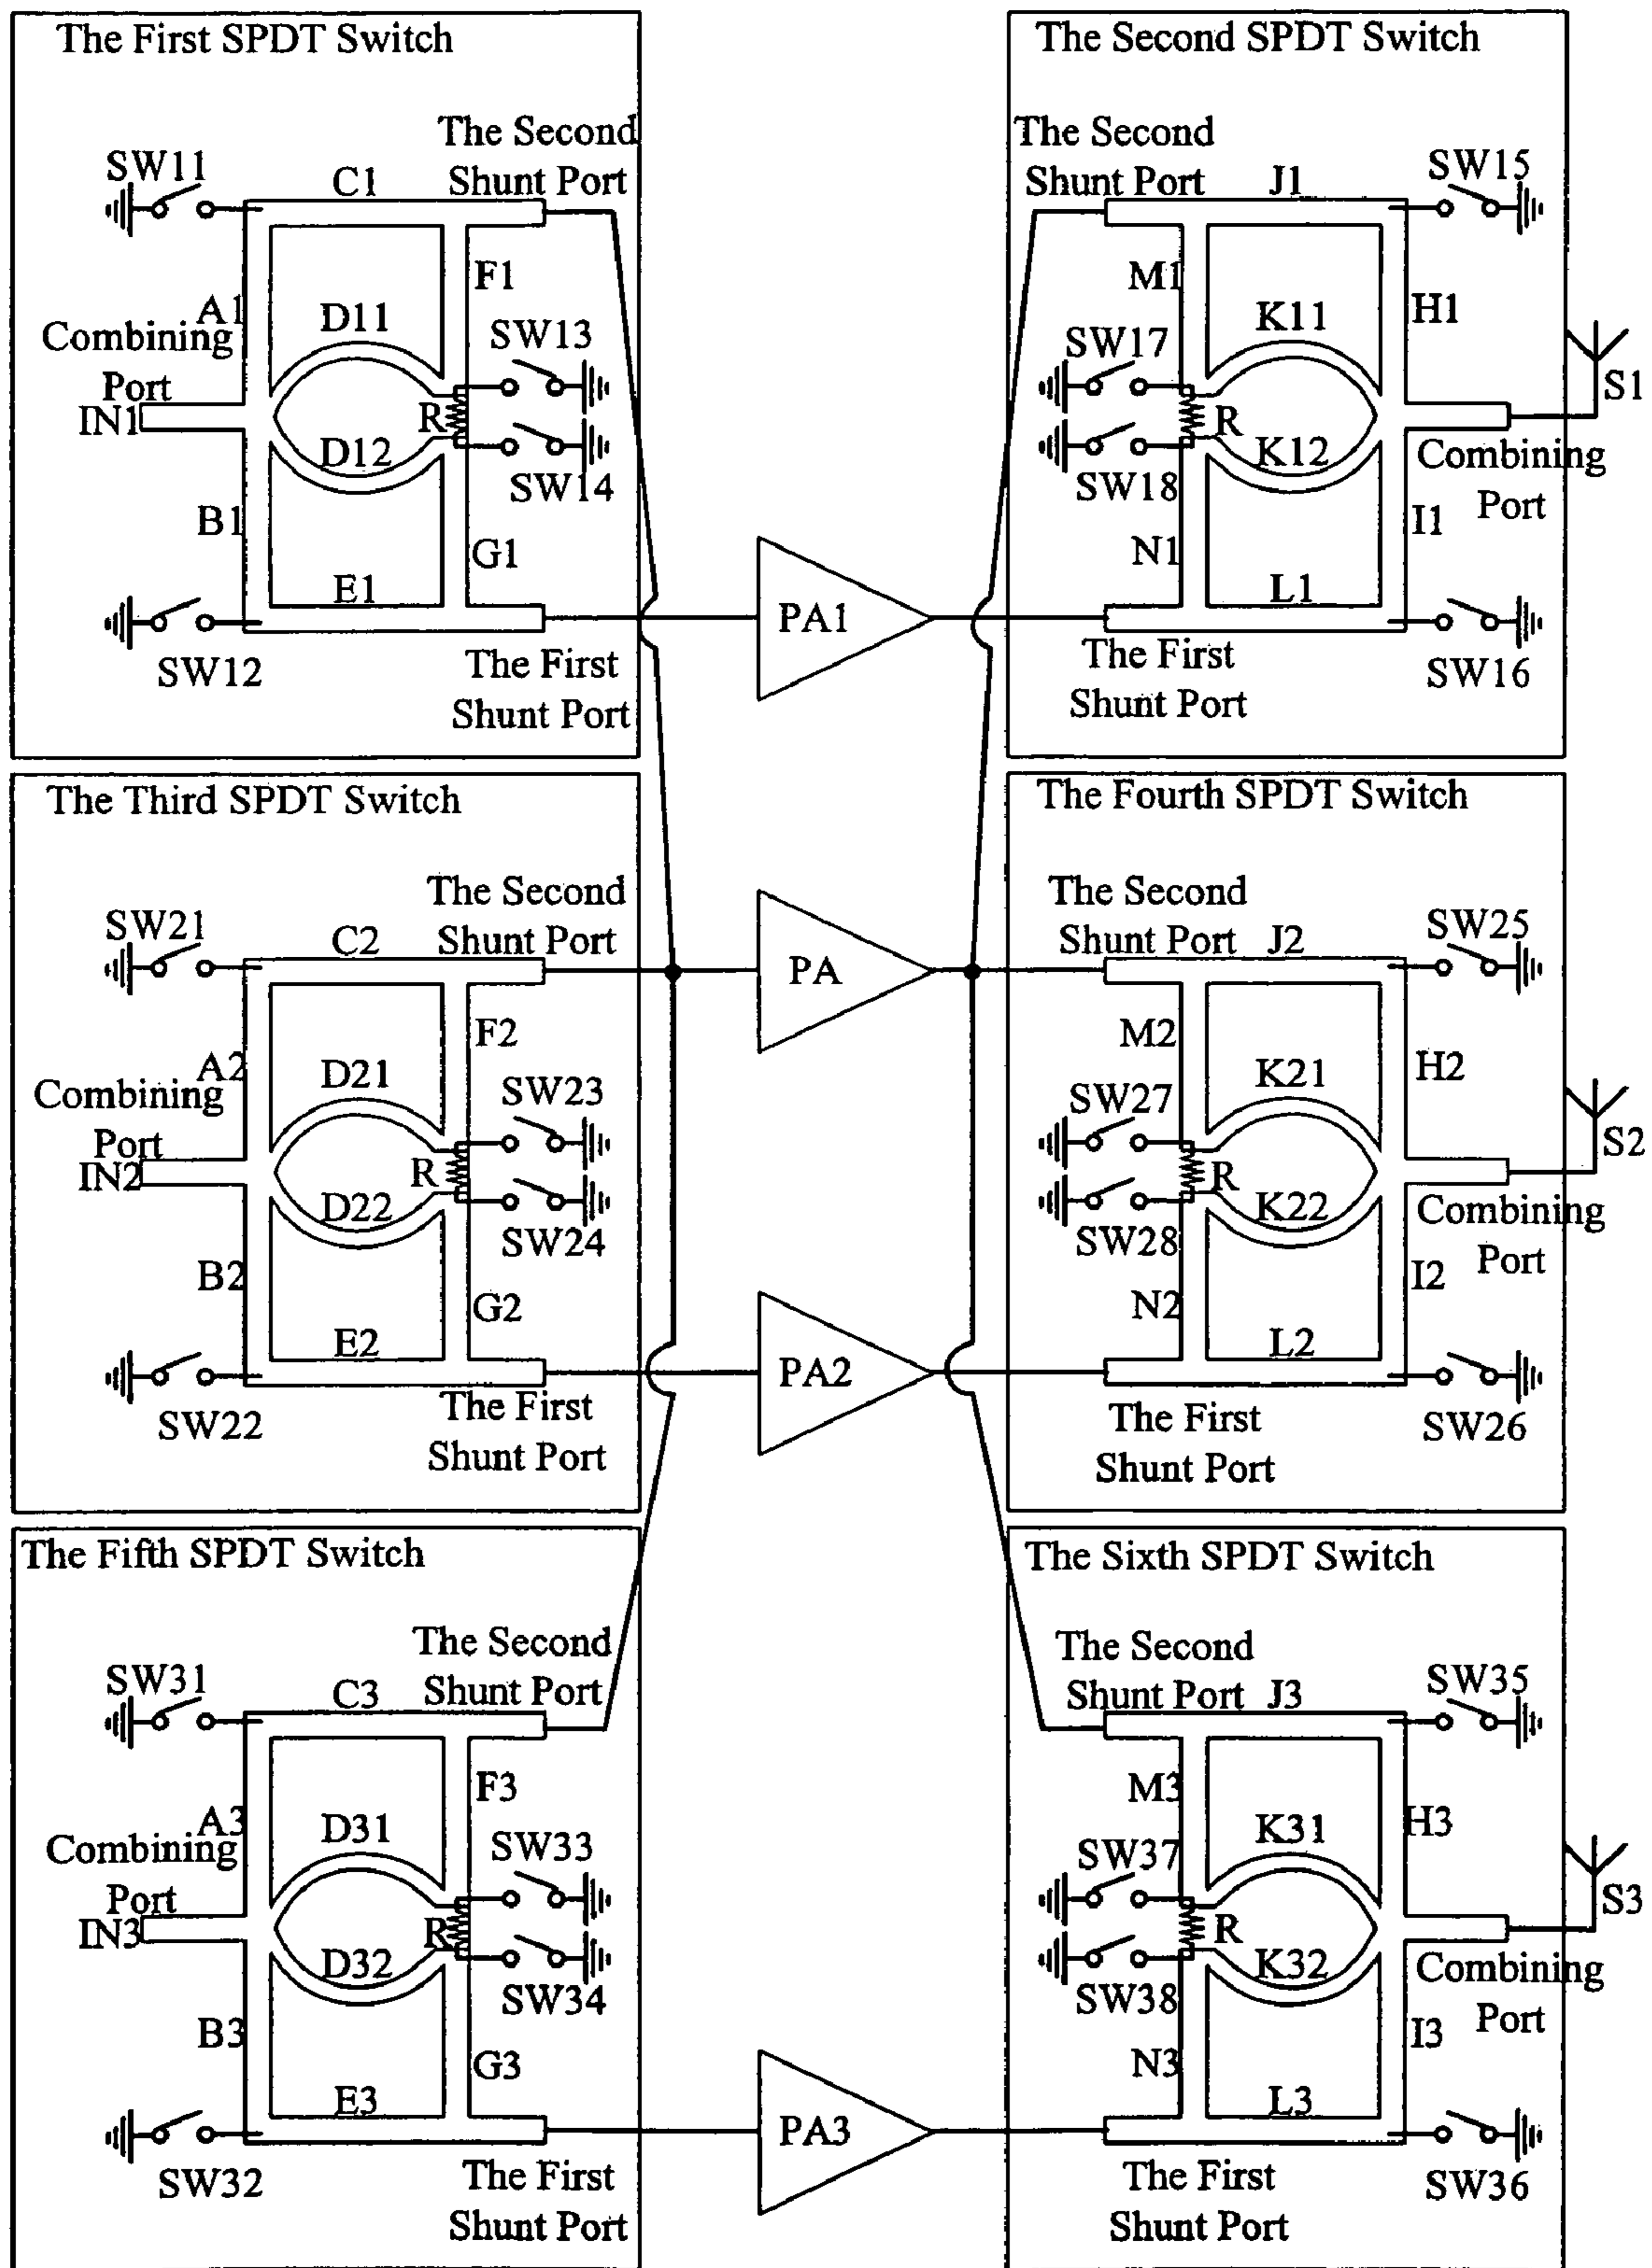 The First SPDT Switch
The Second
Shunt Port
SW11
C1
F1
A1
D11
SW13
Combining
Port
IN1
R
D12
SW14
B1
G1
E1
SW12
The First
Shunt Port
PA1
The Second SPDT Switch
The Second
Shunt Port
J1
SW15
M1
K11
H1
SW17
S1
R
SW18
K12
Combining
Port
I1
N1
L1
The First
Shunt Port
SW16
The Third SPDT Switch
The Second
Shunt Port
SW21
C2
F2
A2
D21
SW23
Combining
Port
IN2
R
D22
SW24
B2
G2
E2
SW22
The First
Shunt Port
PA
PA2
The Fourth SPDT Switch
The Second
Shunt Port
J2
SW25
M2
K21
H2
SW27
S2
R
SW28
K22
Combining
Port
I2
N2
L2
The First
Shunt Port
SW26
The Fifth SPDT Switch
The Second
Shunt Port
SW31
C3
F3
A3
D31
SW33
Combining
Port
IN3
R
D32
SW34
B3
G3
E3
SW32
The First
Shunt Port
PA3
The Sixth SPDT Switch
The Second
Shunt Port
J3
SW35
M3
K31
H3
SW37
S3
R
SW38
K32
Combining
Port
I3
N3
L3
The First
Shunt Port
SW36